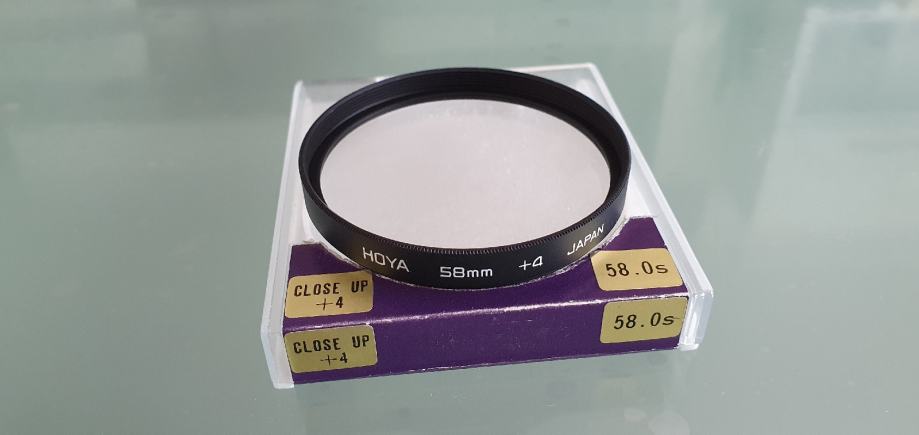 HOYA 58mm +4 JAPAN
CLOSE UP
+4
58.0s
CLOSE UP
+4
58.0s